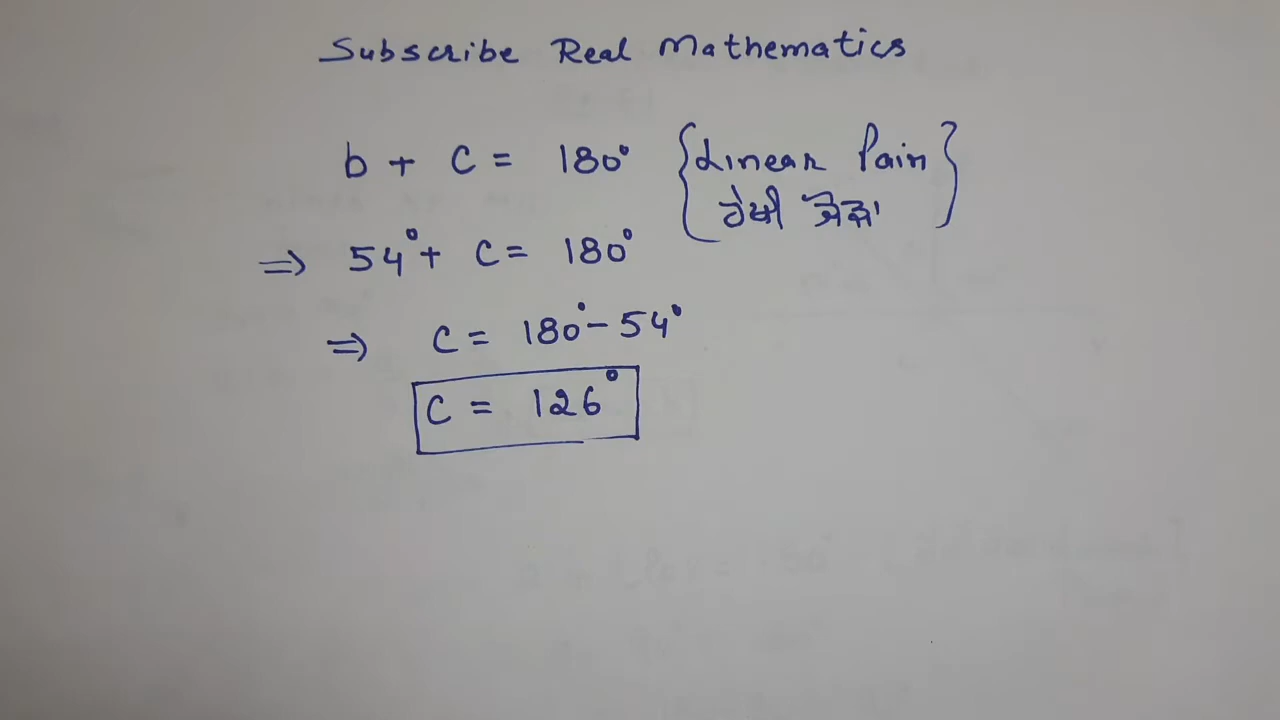 Subscribe Real Mathematics
b + c = 180° {Linear Pair
ਰੇਖੀ ਜੋੜਾ}
⇒ 54° + c = 180°
⇒ c = 180° - 54°
c = 126°